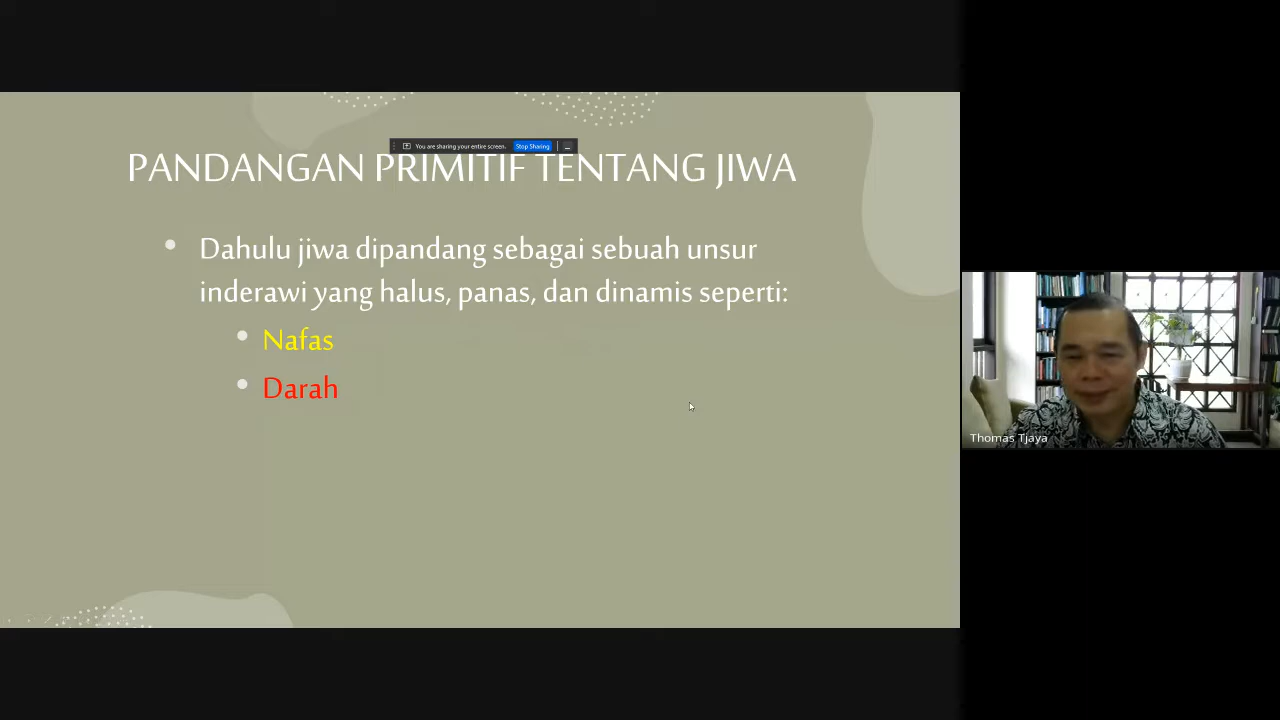 You are sharing your entire screen. Stop Sharing
PANDANGAN PRIMITIF TENTANG JIWA
Dahulu jiwa dipandang sebagai sebuah unsur
inderawi yang halus, panas, dan dinamis seperti:
Nafas
Darah
Thomas Tjaya